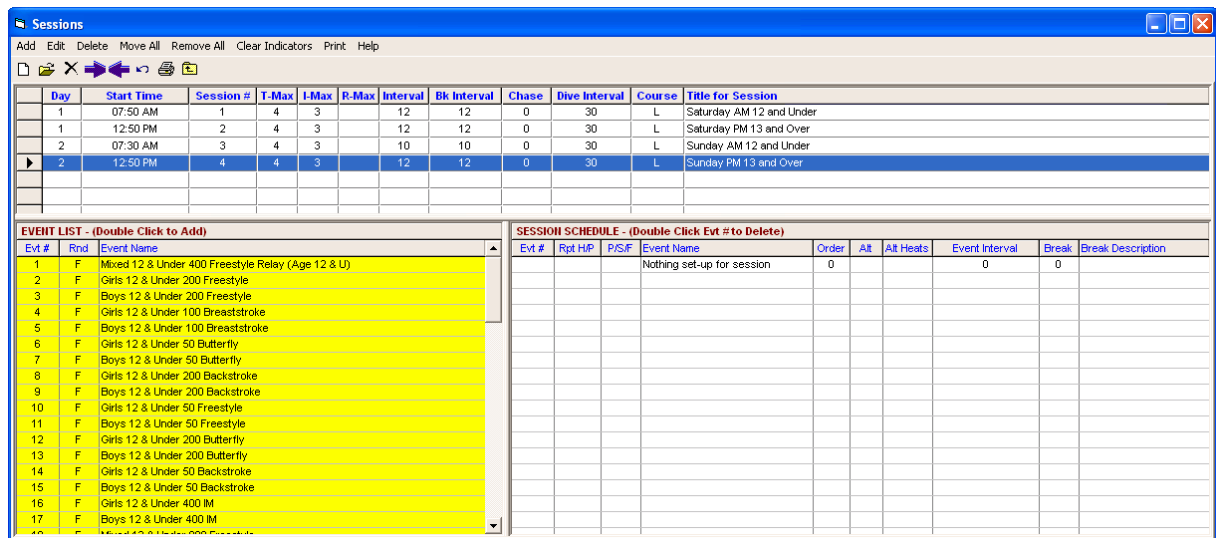 Sessions
Add Edit Delete Move All Remove All Clear Indicators Print Help
Day Start Time Session # T-Max I-Max R-Max Interval Bk Interval Chase Dive Interval Course Title for Session
1 07:50 AM 1 4 3 12 12 0 30 L Saturday AM 12 and Under
1 12:50 PM 2 4 3 12 12 0 30 L Saturday PM 13 and Over
2 07:30 AM 3 4 3 10 10 0 30 L Sunday AM 12 and Under
2 12:50 PM 4 4 3 12 12 0 30 L Sunday PM 13 and Over
EVENT LIST - (Double Click to Add)
Evt # Rnd Event Name
1 F Mixed 12 & Under 400 Freestyle Relay (Age 12 & U)
2 F Girls 12 & Under 200 Freestyle
3 F Boys 12 & Under 200 Freestyle
4 F Girls 12 & Under 100 Breaststroke
5 F Boys 12 & Under 100 Breaststroke
6 F Girls 12 & Under 50 Butterfly
7 F Boys 12 & Under 50 Butterfly
8 F Girls 12 & Under 200 Backstroke
9 F Boys 12 & Under 200 Backstroke
10 F Girls 12 & Under 50 Freestyle
11 F Boys 12 & Under 50 Freestyle
12 F Girls 12 & Under 200 Butterfly
13 F Boys 12 & Under 200 Butterfly
14 F Girls 12 & Under 50 Backstroke
15 F Boys 12 & Under 50 Backstroke
16 F Girls 12 & Under 400 IM
17 F Boys 12 & Under 400 IM
SESSION SCHEDULE - (Double Click Evt # to Delete)
Evt # Rpt H/P P/S/F Event Name Order Alt Alt Heats Event Interval Break Break Description
Nothing set-up for session 0 0 0